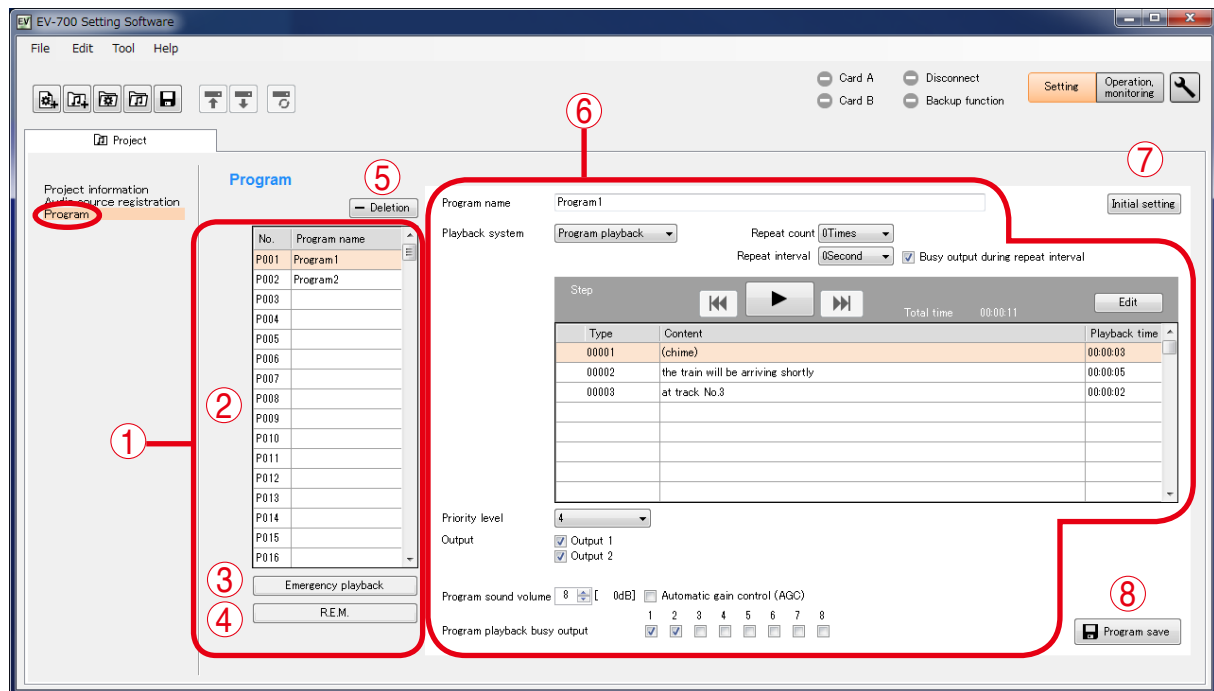 EV EV-700 Setting Software
File Edit Tool Help
Card A Disconnect
Card B Backup function
Setting
Operation, monitoring
Project
Project information
Audio source registration
Program
Program
⑤
— Deletion
No. Program name
P001 Program1
P002 Program2
P003
P004
P005
P006
P007
P008
P009
P010
P011
P012
P013
P014
P015
P016
①
②
③
Emergency playback
④
R.E.M.
⑥
⑦
Program name Program1
Initial setting
Playback system Program playback Repeat count 0Times
Repeat interval 0Second Busy output during repeat interval
Step
Total time 00:00:11
Edit
Type Content Playback time
00001 (chime) 00:00:03
00002 the train will be arriving shortly 00:00:05
00003 at track No.3 00:00:02
Priority level 4
Output Output 1
Output 2
Program sound volume 8 [ 0dB] Automatic gain control (AGC)
1 2 3 4 5 6 7 8
Program playback busy output
⑧
Program save